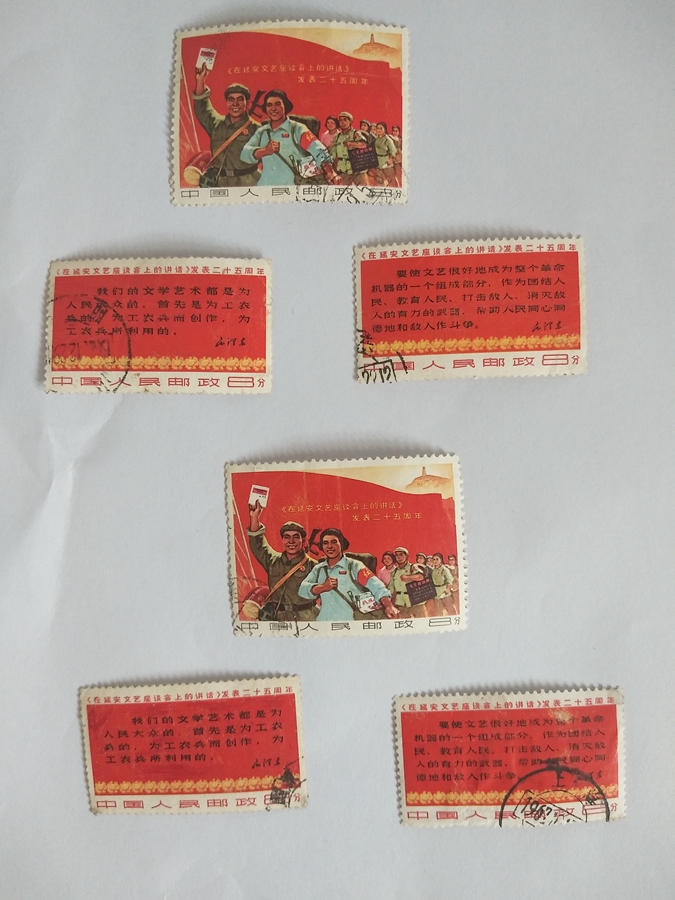 《在延安文艺座谈会上的讲话》
发表二十五周年
中国人民邮政8分
《在延安文艺座谈会上的讲话》发表二十五周年
我们的文学艺术都是为
人民大众的，首先是为工农
兵的，为工农兵而创作，为
工农兵所利用的。
毛泽东
中国人民邮政8分
《在延安文艺座谈会上的讲话》发表二十五周年
要使文艺很好地成为整个革命
机器的一个组成部分，作为团结人
民、教育人民、打击敌人、消灭敌
人的有力的武器，帮助人民同心同
德地和敌人作斗争。
毛泽东
中国人民邮政8分
《在延安文艺座谈会上的讲话》
发表二十五周年
中国人民邮政8分
《在延安文艺座谈会上的讲话》发表二十五周年
我们的文学艺术都是为
人民大众的，首先是为工农
兵的，为工农兵而创作，为
工农兵所利用的。
毛泽东
中国人民邮政8分
《在延安文艺座谈会上的讲话》发表二十五周年
要使文艺很好地成为整个革命
机器的一个组成部分，作为团结人
民、教育人民、打击敌人、消灭敌
人的有力的武器，帮助人民同心同
德地和敌人作斗争。
毛泽东
中国人民邮政8分